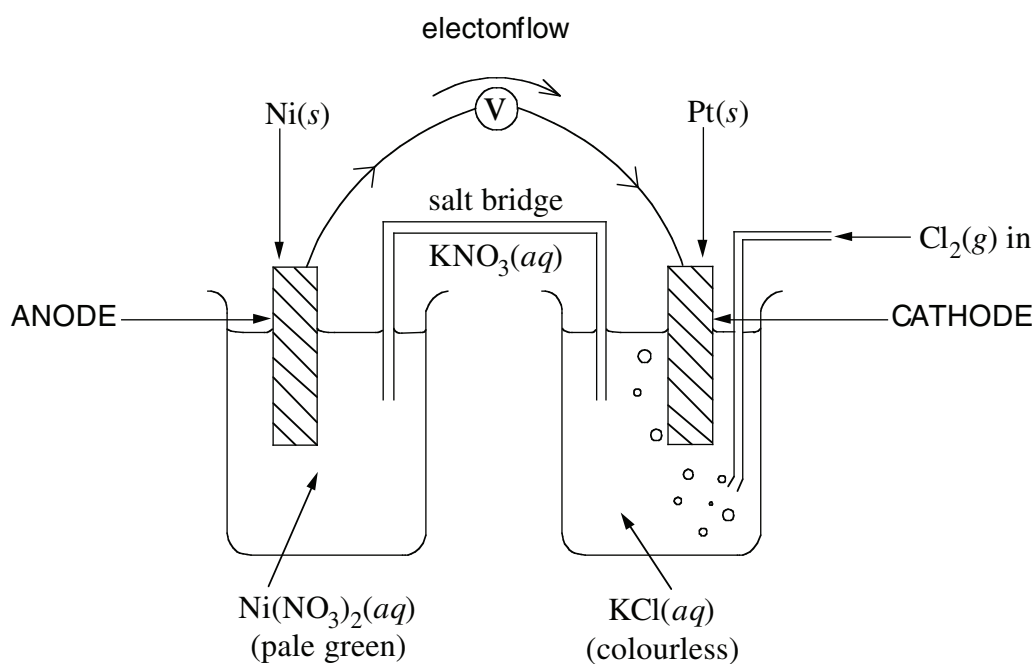 electonflow
Ni(s)
V
Pt(s)
salt bridge
KNO₃(aq)
Cl₂(g) in
ANODE
CATHODE
Ni(NO₃)₂(aq)
(pale green)
KCl(aq)
(colourless)